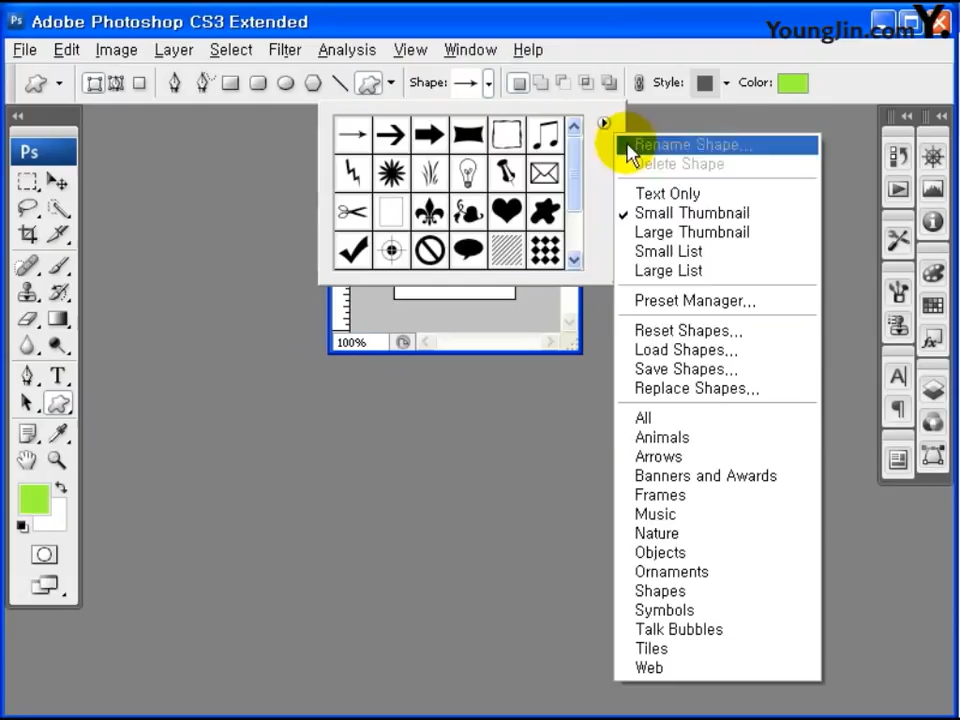 Ps Adobe Photoshop CS3 Extended
YoungJin.com Y.
File Edit Image Layer Select Filter Analysis View Window Help
Shape: Style: Color:
Ps
Rename Shape...
Delete Shape
Text Only
Small Thumbnail
Large Thumbnail
Small List
Large List
Preset Manager...
Reset Shapes...
Load Shapes...
Save Shapes...
Replace Shapes...
100%
All
Animals
Arrows
Banners and Awards
Frames
Music
Nature
Objects
Ornaments
Shapes
Symbols
Talk Bubbles
Tiles
Web